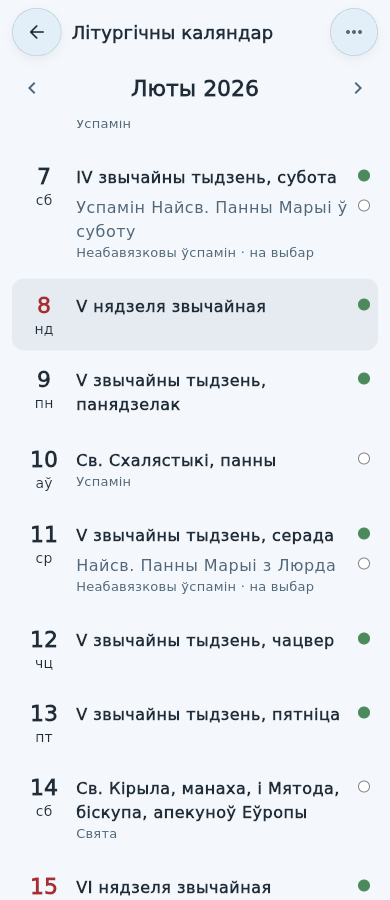 Літургічны каляндар
Люты 2026
Успамін
7
сб
IV звычайны тыдзень, субота
Успамін Найсв. Панны Марыі ў
суботу
Неабавязковы ўспамін · на выбар
8
нд
V нядзеля звычайная
9
пн
V звычайны тыдзень,
панядзелак
10
аў
Св. Схалястыкі, панны
Успамін
11
ср
V звычайны тыдзень, серада
Найсв. Панны Марыі з Люрда
Неабавязковы ўспамін · на выбар
12
чц
V звычайны тыдзень, чацвер
13
пт
V звычайны тыдзень, пятніца
14
сб
Св. Кірыла, манаха, і Мятода,
біскупа, апекуноў Еўропы
Свята
15
VI нядзеля звычайная